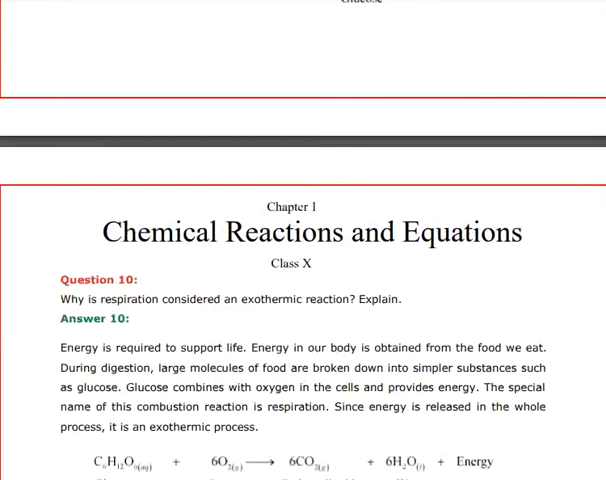 Chapter 1
Chemical Reactions and Equations
Class X
Question 10:
Why is respiration considered an exothermic reaction? Explain.
Answer 10:
Energy is required to support life. Energy in our body is obtained from the food we eat.
During digestion, large molecules of food are broken down into simpler substances such
as glucose. Glucose combines with oxygen in the cells and provides energy. The special
name of this combustion reaction is respiration. Since energy is released in the whole
process, it is an exothermic process.
C₆H₁₂O₆(aq) + 6O₂(g) ⟶ 6CO₂(g) + 6H₂O(l) + Energy